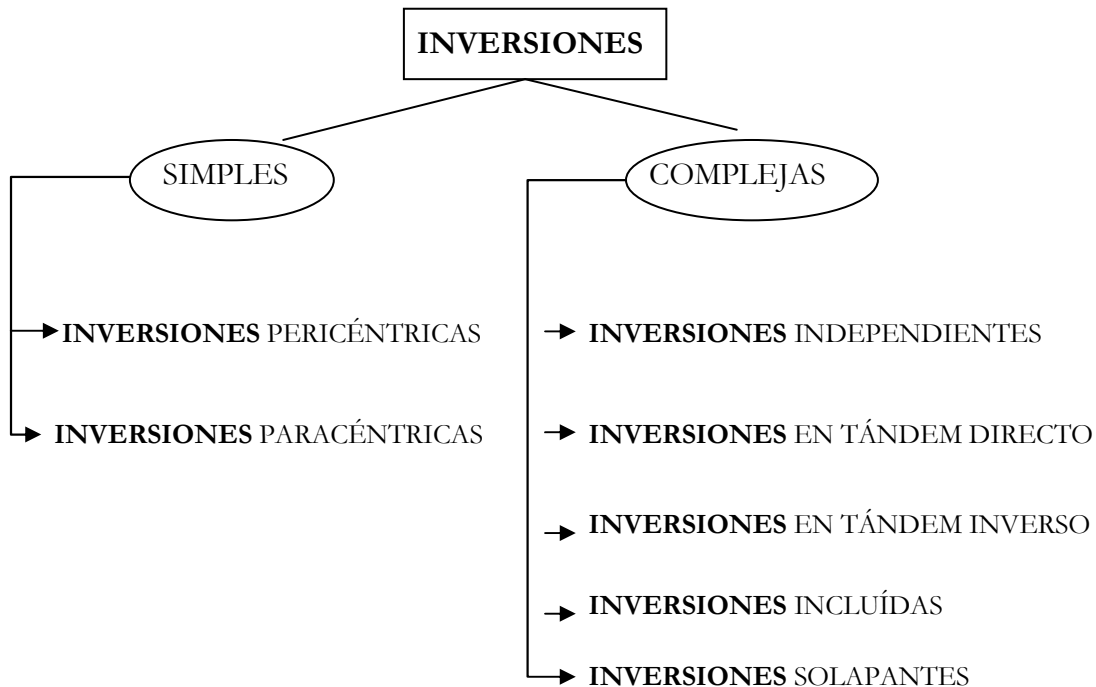 INVERSIONES
SIMPLES
COMPLEJAS
INVERSIONES PERICÉNTRICAS
INVERSIONES PARACÉNTRICAS
INVERSIONES INDEPENDIENTES
INVERSIONES EN TÁNDEM DIRECTO
INVERSIONES EN TÁNDEM INVERSO
INVERSIONES INCLUÍDAS
INVERSIONES SOLAPANTES